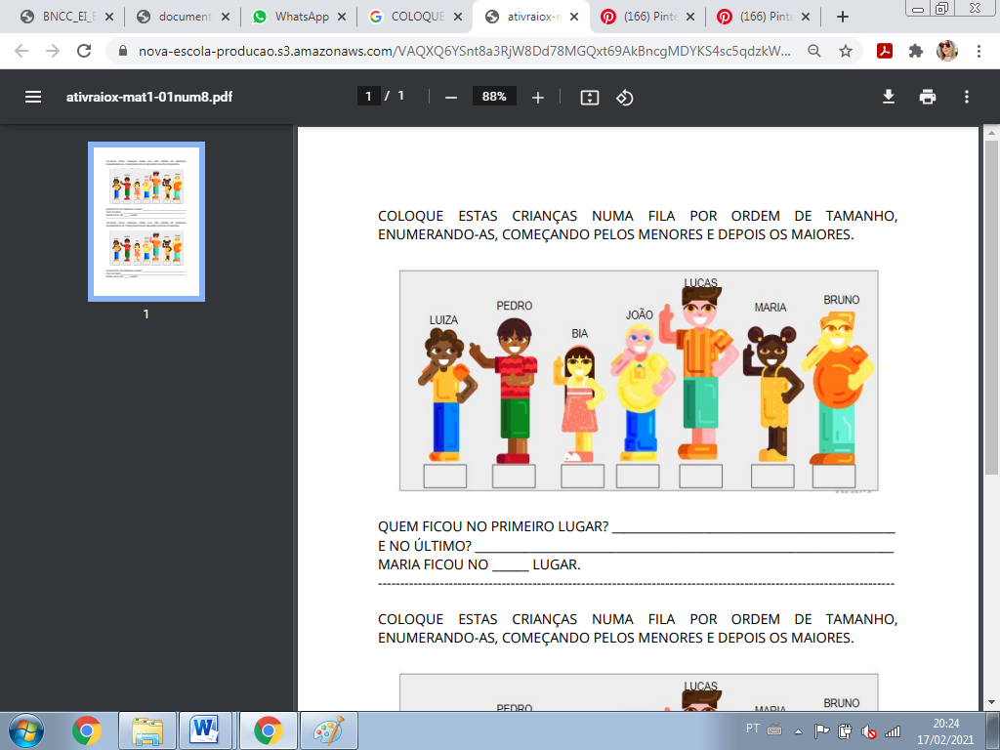 BNCC_EI_E
document
WhatsApp
COLOQUE
ativraiox-m
(166) Pinte
(166) Pinte
nova-escola-producao.s3.amazonaws.com/VAQXQ6YSnt8a3RjW8Dd78MGQxt69AkBncgMDYKS4sc5qdzkW...
ativraiox-mat1-01num8.pdf
1 / 1
88%
1
COLOQUE ESTAS CRIANÇAS NUMA FILA POR ORDEM DE TAMANHO,
ENUMERANDO-AS, COMEÇANDO PELOS MENORES E DEPOIS OS MAIORES.
LUIZA
PEDRO
BIA
JOÃO
LUCAS
MARIA
BRUNO
QUEM FICOU NO PRIMEIRO LUGAR?
E NO ÚLTIMO?
MARIA FICOU NO ______ LUGAR.
COLOQUE ESTAS CRIANÇAS NUMA FILA POR ORDEM DE TAMANHO,
ENUMERANDO-AS, COMEÇANDO PELOS MENORES E DEPOIS OS MAIORES.
PEDRO
LUCAS
MARIA
BRUNO
PT
20:24
17/02/2021